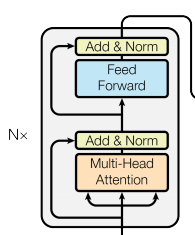 Add & Norm
Feed
Forward
N×
Add & Norm
Multi-Head
Attention